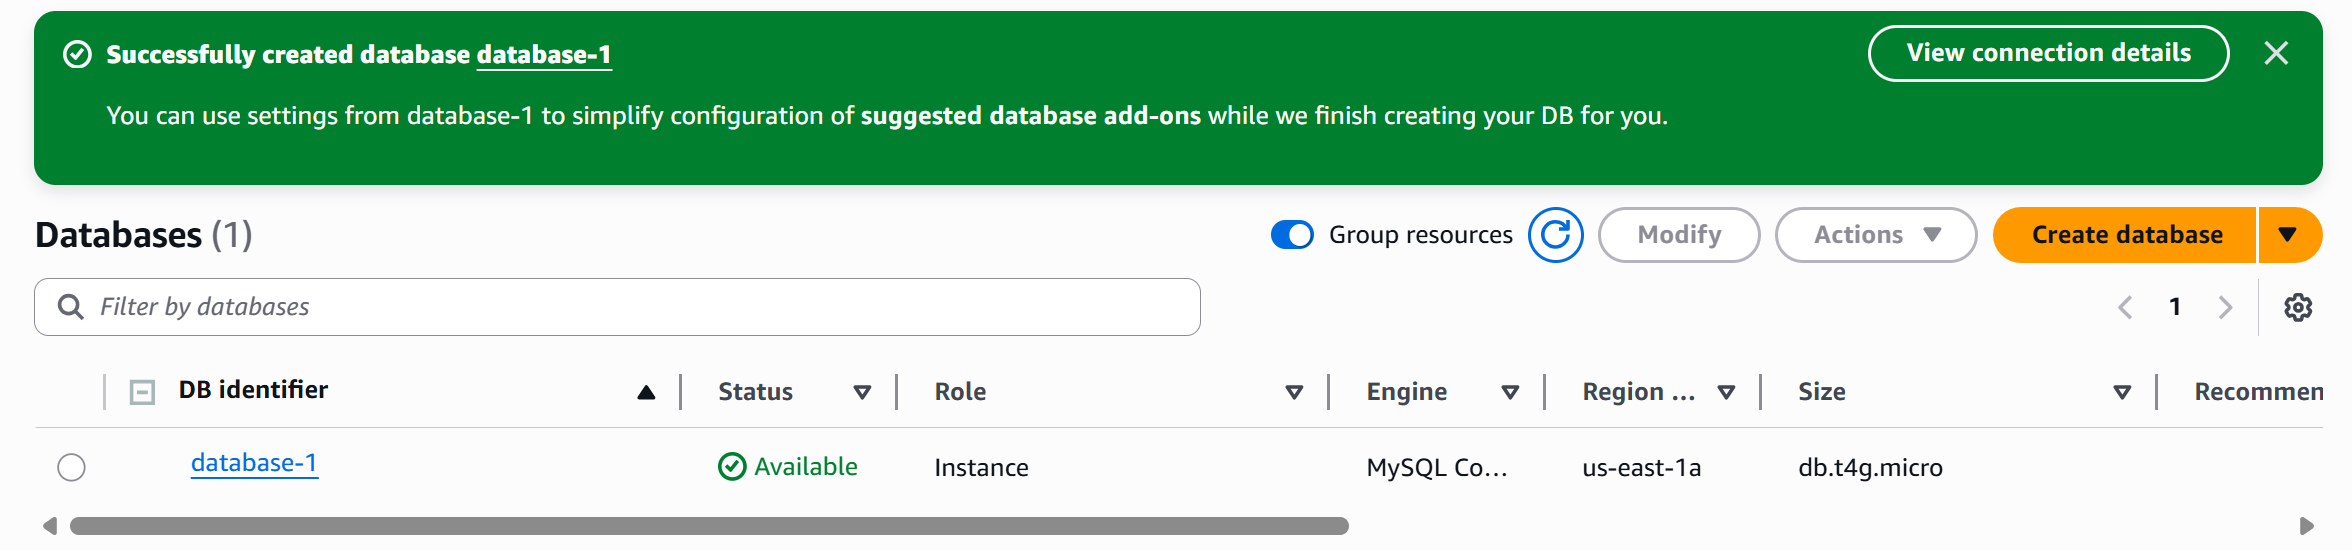 Successfully created database database-1
View connection details
You can use settings from database-1 to simplify configuration of suggested database add-ons while we finish creating your DB for you.
Databases (1)
Group resources
Modify
Actions
Create database
Filter by databases
1
DB identifier
Status
Role
Engine
Region ...
Size
Recommen
database-1
Available
Instance
MySQL Co...
us-east-1a
db.t4g.micro